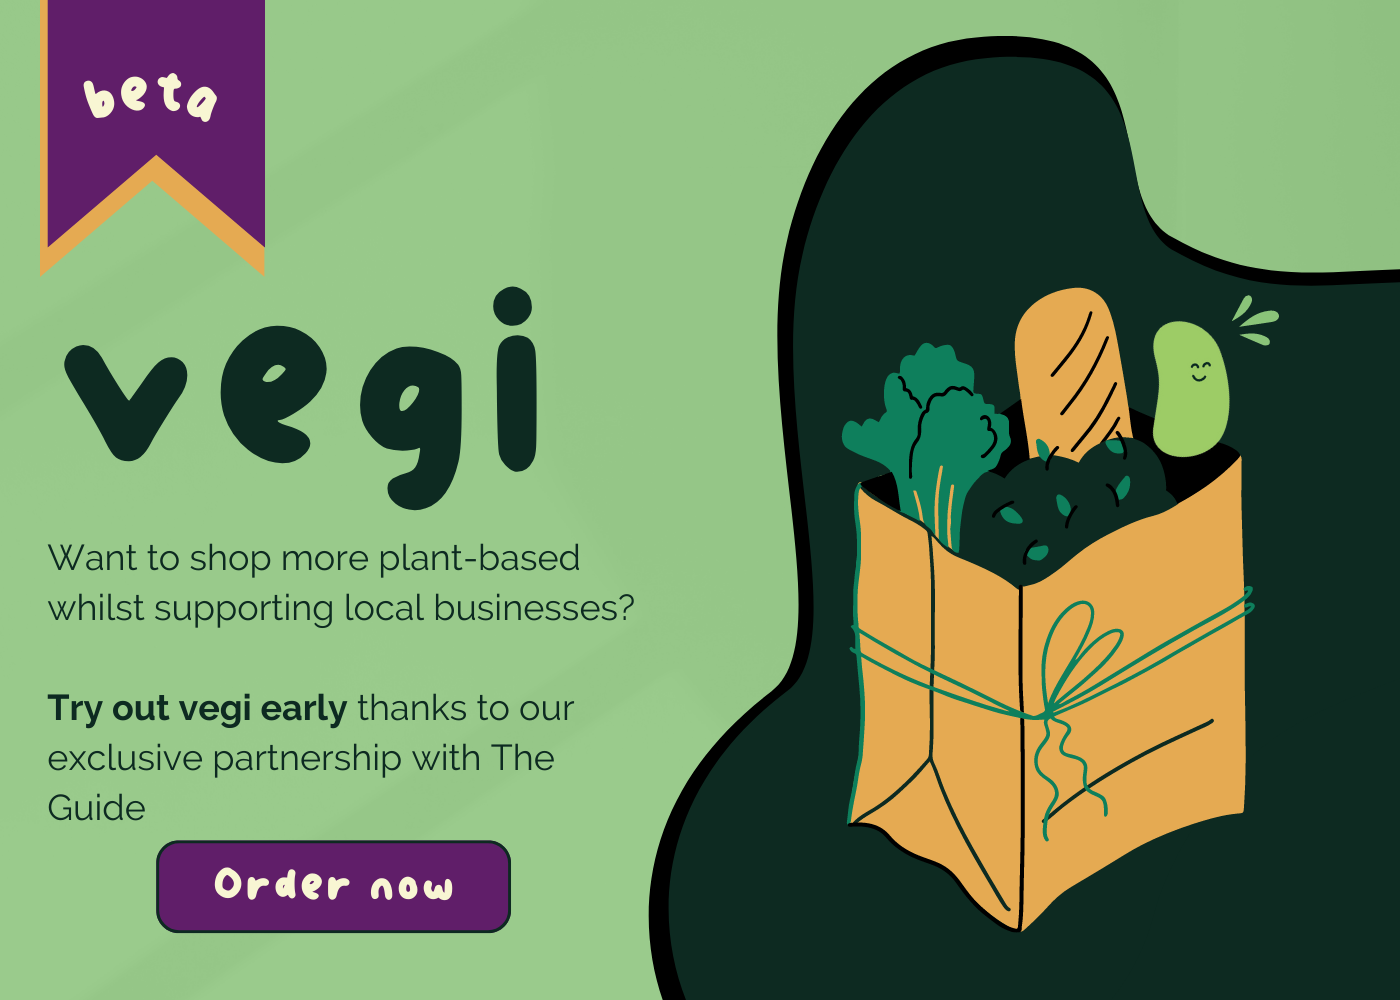 beta
vegi
Want to shop more plant-based
whilst supporting local businesses?
Try out vegi early thanks to our
exclusive partnership with The
Guide
Order now